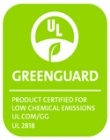 UL
GREENGUARD
PRODUCT CERTIFIED FOR
LOW CHEMICAL EMISSIONS
UL.COM/GG
UL 2818